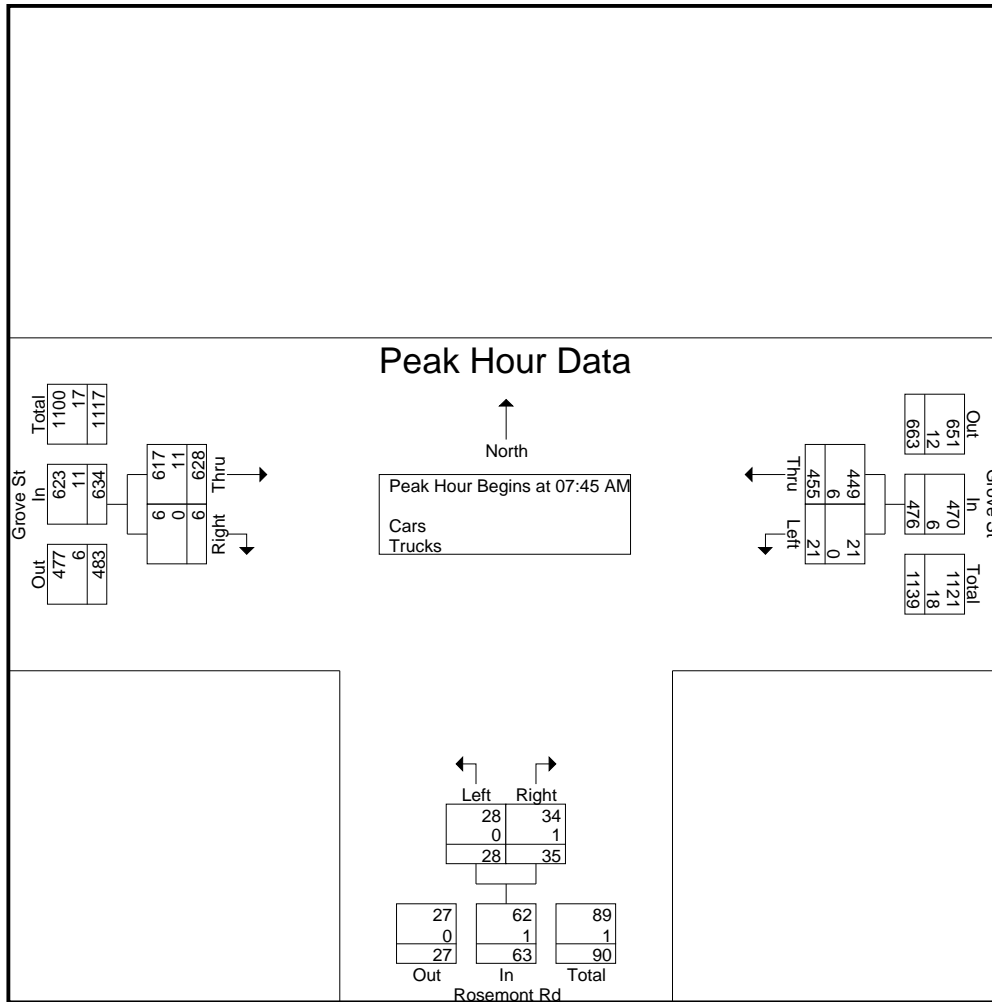 Peak Hour Data
North
Peak Hour Begins at 07:45 AM
Cars
Trucks
Grove St
Total
1100
17
1117
In
623
11
634
Out
477
6
483
Thru
617
11
628
Right
6
0
6
Grove St
Out
651
12
663
In
470
6
476
Total
1121
18
1139
Thru
449
6
455
Left
21
0
21
Left Right
28 34
0 1
28 35
27 62 89
0 1 1
27 63 90
Out In Total
Rosemont Rd